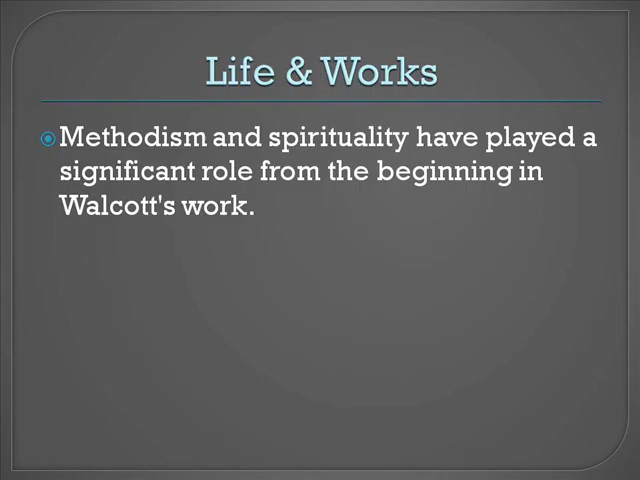 Life & Works
Methodism and spirituality have played a
significant role from the beginning in
Walcott's work.